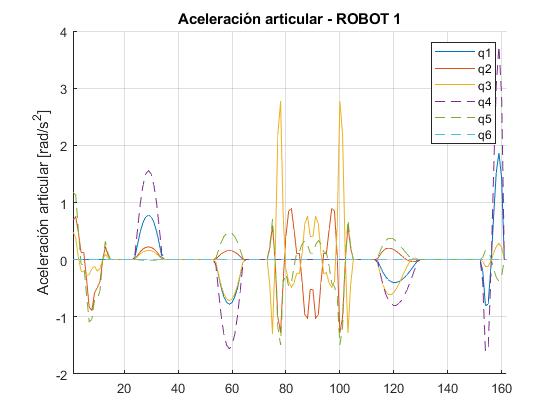 Aceleración articular - ROBOT 1
Aceleración articular [rad/s²]
4
3
2
1
0
-1
-2
20 40 60 80 100 120 140 160
q1
q2
q3
q4
q5
q6